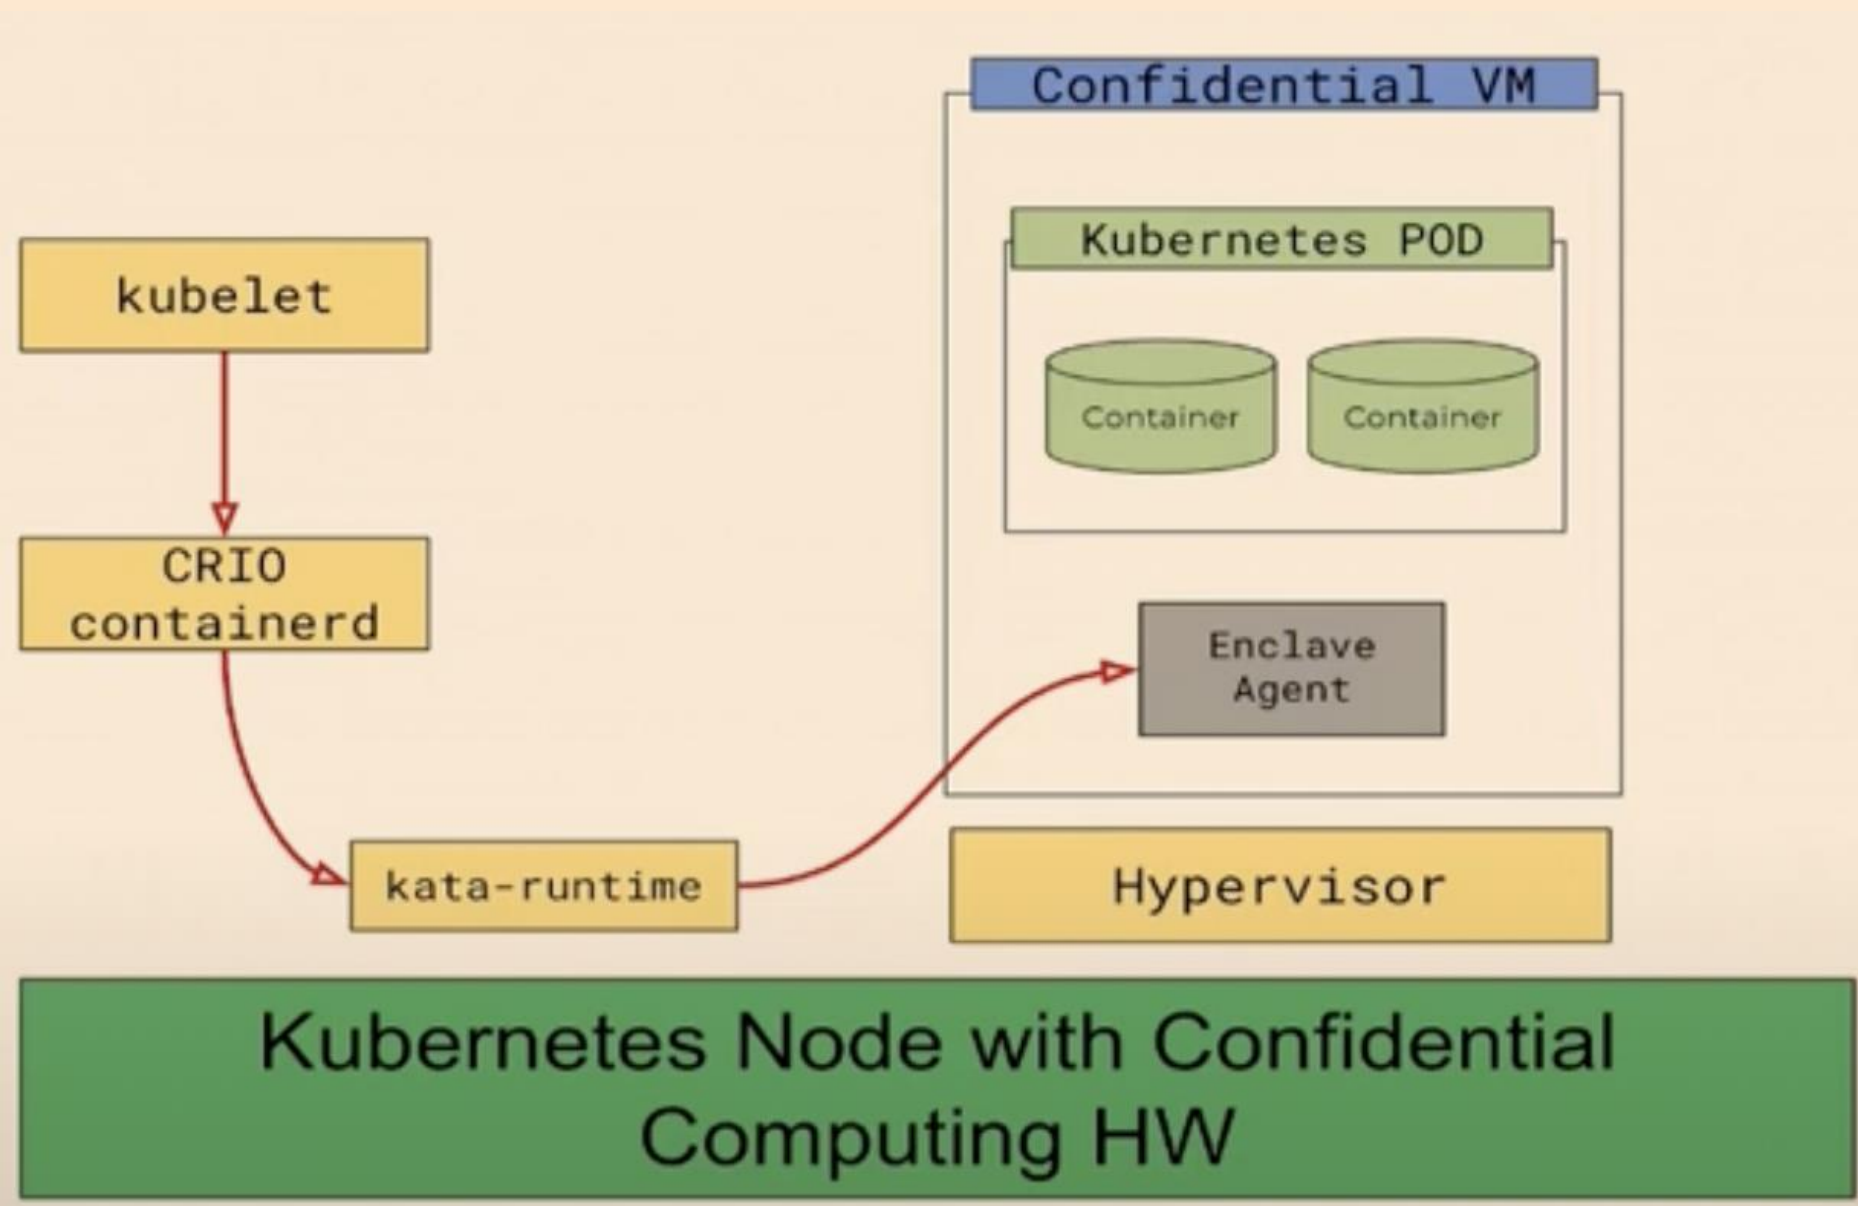 Confidential VM
Kubernetes POD
kubelet
Container
Container
CRIO
containerd
Enclave
Agent
kata-runtime
Hypervisor
Kubernetes Node with Confidential
Computing HW